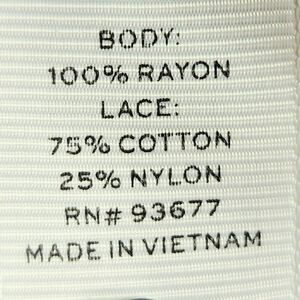 BODY:
100% RAYON
LACE:
75% COTTON
25% NYLON
RN# 93677
MADE IN VIETNAM